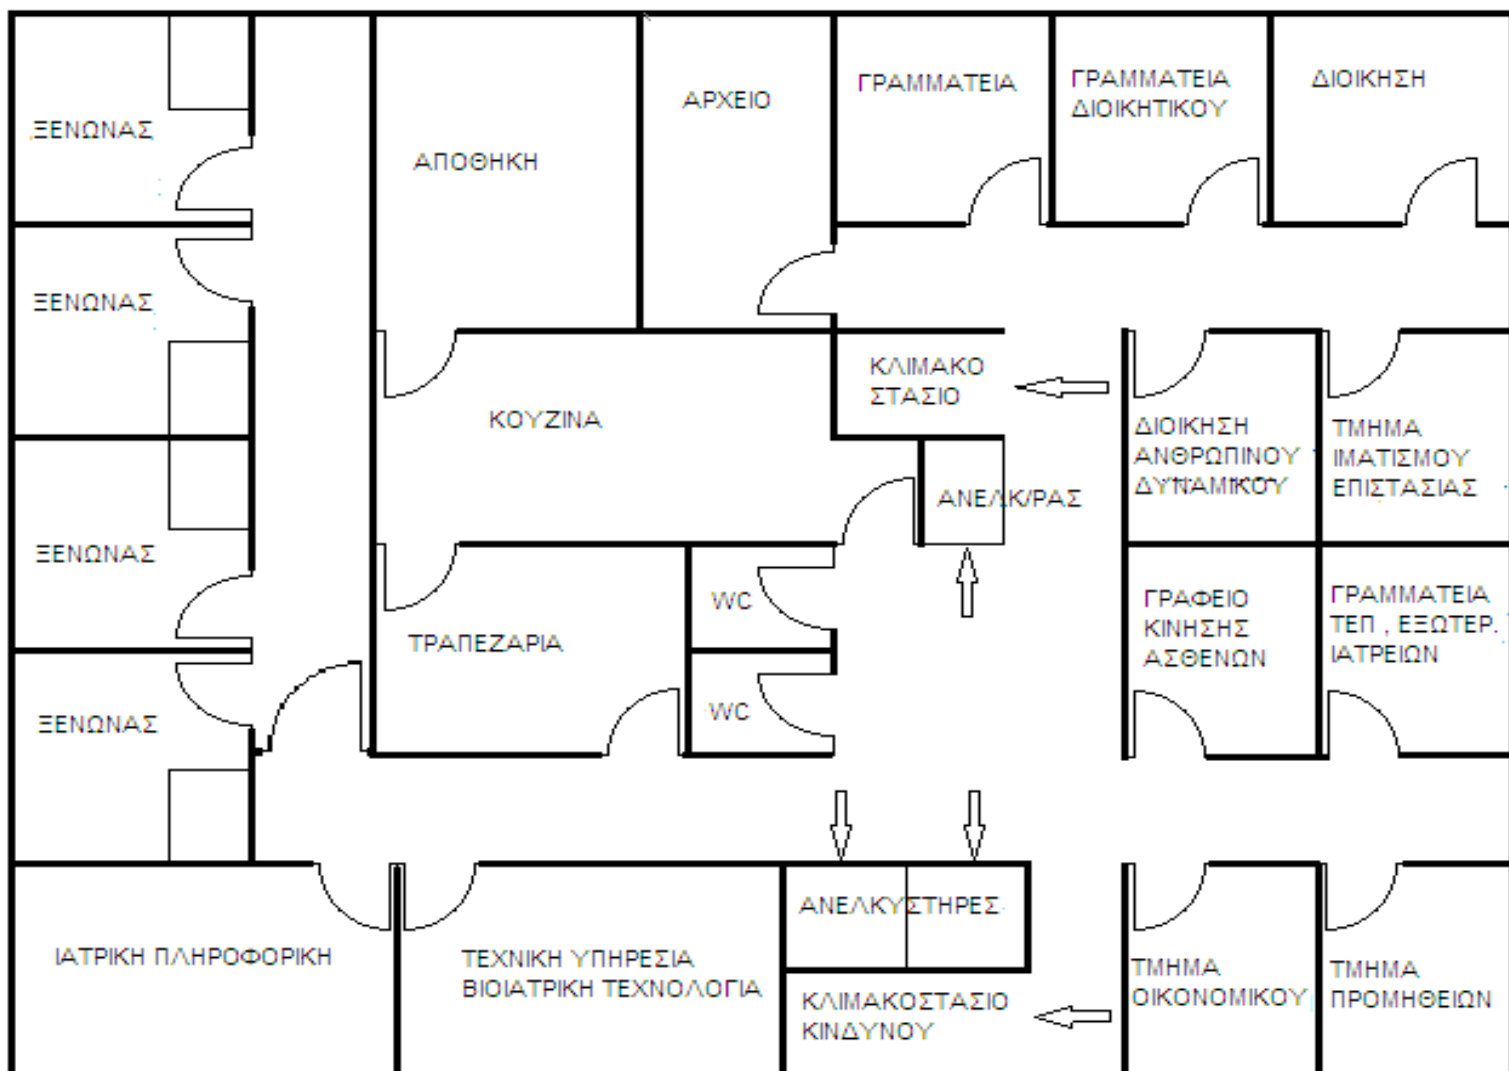 ΞΕΝΩΝΑΣ
ΑΠΟΘΗΚΗ
ΑΡΧΕΙΟ
ΓΡΑΜΜΑΤΕΙΑ
ΓΡΑΜΜΑΤΕΙΑ
ΔΙΟΙΚΗΤΙΚΟΥ
ΔΙΟΙΚΗΣΗ
ΞΕΝΩΝΑΣ
ΚΟΥΖΙΝΑ
ΚΛΙΜΑΚΟ
ΣΤΑΣΙΟ
ΑΝΕΛΚ/ΡΑΣ
ΔΙΟΙΚΗΣΗ
ΑΝΘΡΩΠΙΝΟΥ
ΔΥΝΑΜΙΚΟΥ
ΤΜΗΜΑ
ΙΜΑΤΙΣΜΟΥ
ΕΠΙΣΤΑΣΙΑΣ
ΞΕΝΩΝΑΣ
ΤΡΑΠΕΖΑΡΙΑ
WC
WC
ΓΡΑΦΕΙΟ
ΚΙΝΗΣΗΣ
ΑΣΘΕΝΩΝ
ΓΡΑΜΜΑΤΕΙΑ
ΤΕΠ , ΕΞΩΤΕΡ.
ΙΑΤΡΕΙΩΝ
ΞΕΝΩΝΑΣ
ΙΑΤΡΙΚΗ ΠΛΗΡΟΦΟΡΙΚΗ
ΤΕΧΝΙΚΗ ΥΠΗΡΕΣΙΑ
ΒΙΟΙΑΤΡΙΚΗ ΤΕΧΝΟΛΟΓΙΑ
ΑΝΕΛΚΥΣΤΗΡΕΣ
ΚΛΙΜΑΚΟΣΤΑΣΙΟ
ΚΙΝΔΥΝΟΥ
ΤΜΗΜΑ
ΟΙΚΟΝΟΜΙΚΟΥ
ΤΜΗΜΑ
ΠΡΟΜΗΘΕΙΩΝ